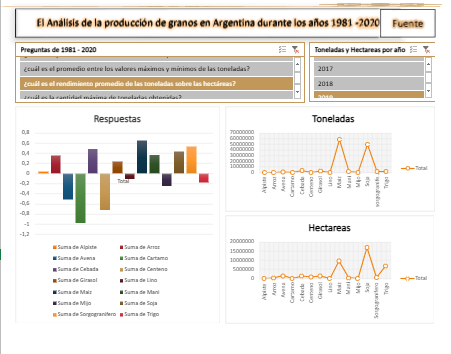 El Análisis de la producción de granos en Argentina durante los años 1981 -2020
Fuente
Preguntas de 1981 - 2020
¿cuál es el promedio entre los valores máximos y mínimos de las toneladas?
¿cuál es el rendimiento promedio de las toneladas sobre las hectáreas?
¿cuál es la cantidad máxima de toneladas obtenidas?
Toneladas y Hectareas por año
2017
2018
2019
Respuestas
0,8
0,6
0,4
0,2
0
-0,2
-0,4
-0,6
-0,8
-1
-1,2
Total
Suma de Alpiste
Suma de Arroz
Suma de Avena
Suma de Cartamo
Suma de Cebada
Suma de Centeno
Suma de Girasol
Suma de Lino
Suma de Maiz
Suma de Maní
Suma de Mijo
Suma de Soja
Suma de Sorgogranífero
Suma de Trigo
Toneladas
70000000
60000000
50000000
40000000
30000000
20000000
10000000
0
Alpiste
Arroz
Avena
Cartamo
Cebada
Centeno
Girasol
Lino
Maiz
Maní
Mijo
Soja
Sorgogranífero
Trigo
Total
Hectareas
20000000
15000000
10000000
5000000
0
Alpiste
Arroz
Avena
Cartamo
Cebada
Centeno
Girasol
Lino
Maiz
Maní
Mijo
Soja
Sorgogranífero
Trigo
Total